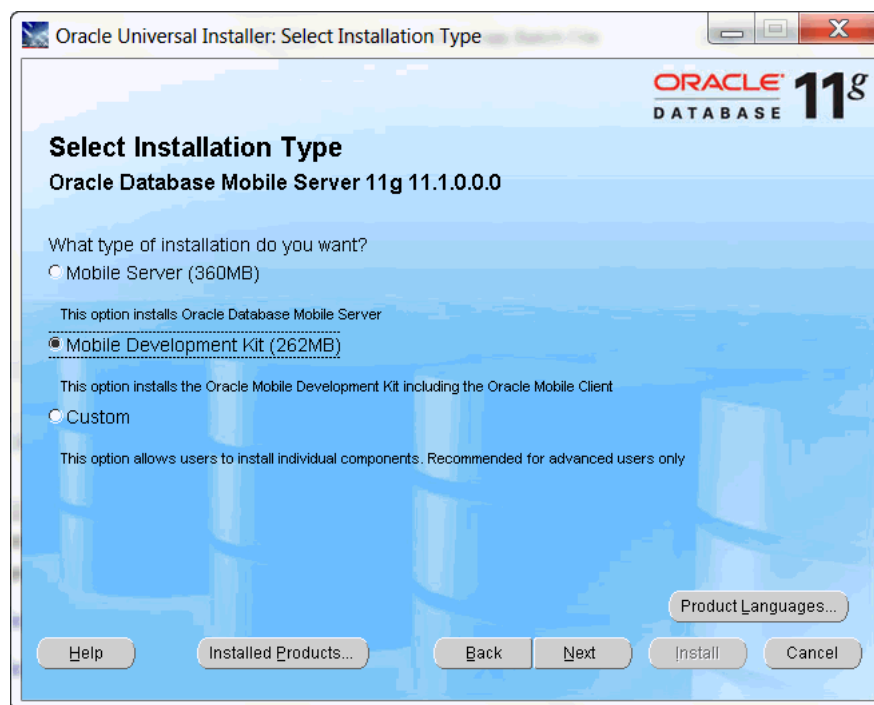 Oracle Universal Installer: Select Installation Type
ORACLE 11g
DATABASE
Select Installation Type
Oracle Database Mobile Server 11g 11.1.0.0.0
What type of installation do you want?
Mobile Server (360MB)
This option installs Oracle Database Mobile Server
Mobile Development Kit (262MB)
This option installs the Oracle Mobile Development Kit including the Oracle Mobile Client
Custom
This option allows users to install individual components. Recommended for advanced users only
Product Languages...
Help Installed Products... Back Next Install Cancel